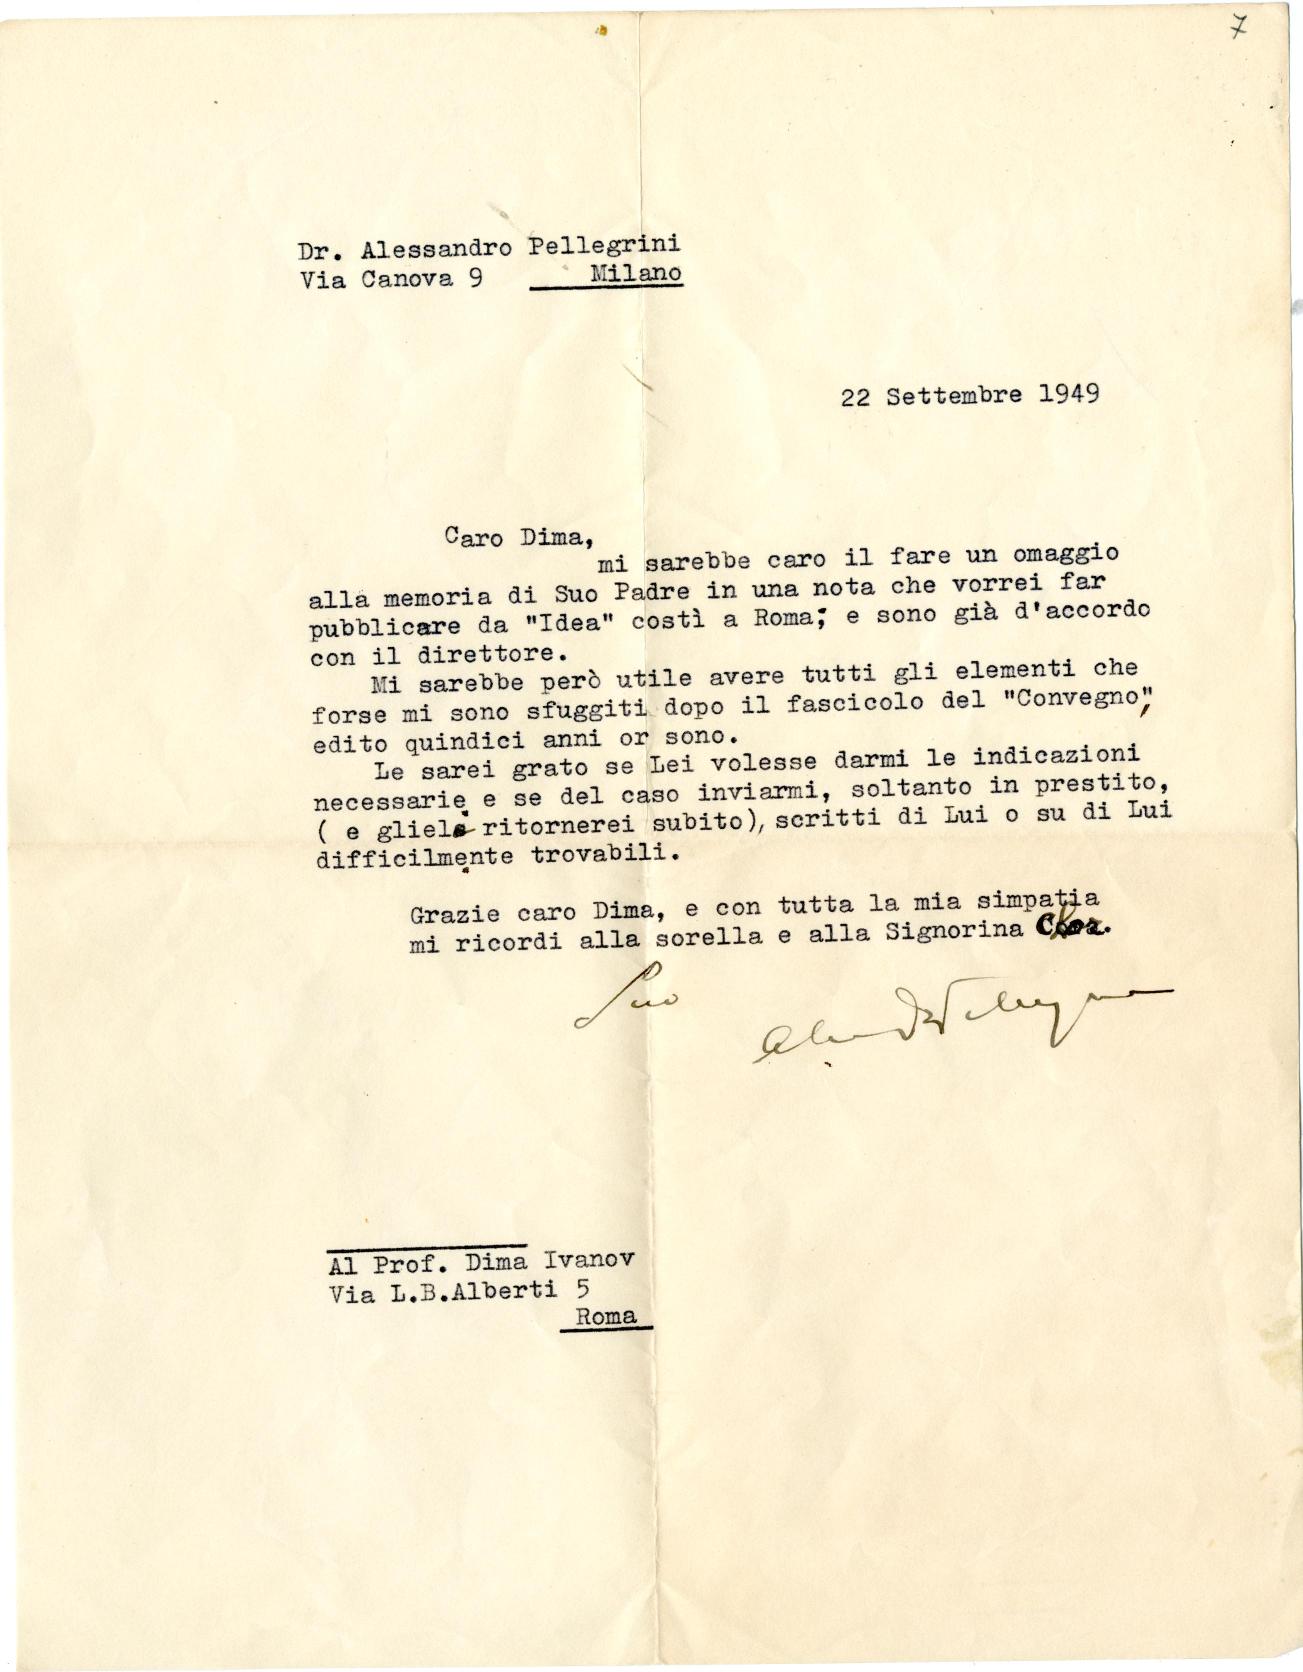 7
Dr. Alessandro Pellegrini
Via Canova 9 Milano
22 Settembre 1949
Caro Dima,
mi sarebbe caro il fare un omaggio
alla memoria di Suo Padre in una nota che vorrei far
pubblicare da "Idea" costì a Roma; e sono già d'accordo
con il direttore.
Mi sarebbe però utile avere tutti gli elementi che
forse mi sono sfuggiti dopo il fascicolo del "Convegno",
edito quindici anni or sono.
Le sarei grato se Lei volesse darmi le indicazioni
necessarie e se del caso inviarmi, soltanto in prestito,
( e glieli ritornerei subito), scritti di Lui o su di Lui
difficilmente trovabili.
Grazie caro Dima, e con tutta la mia simpatia
mi ricordi alla sorella e alla Signorina
Suo
Al Prof. Dima Ivanov
Via L.B.Alberti 5
Roma